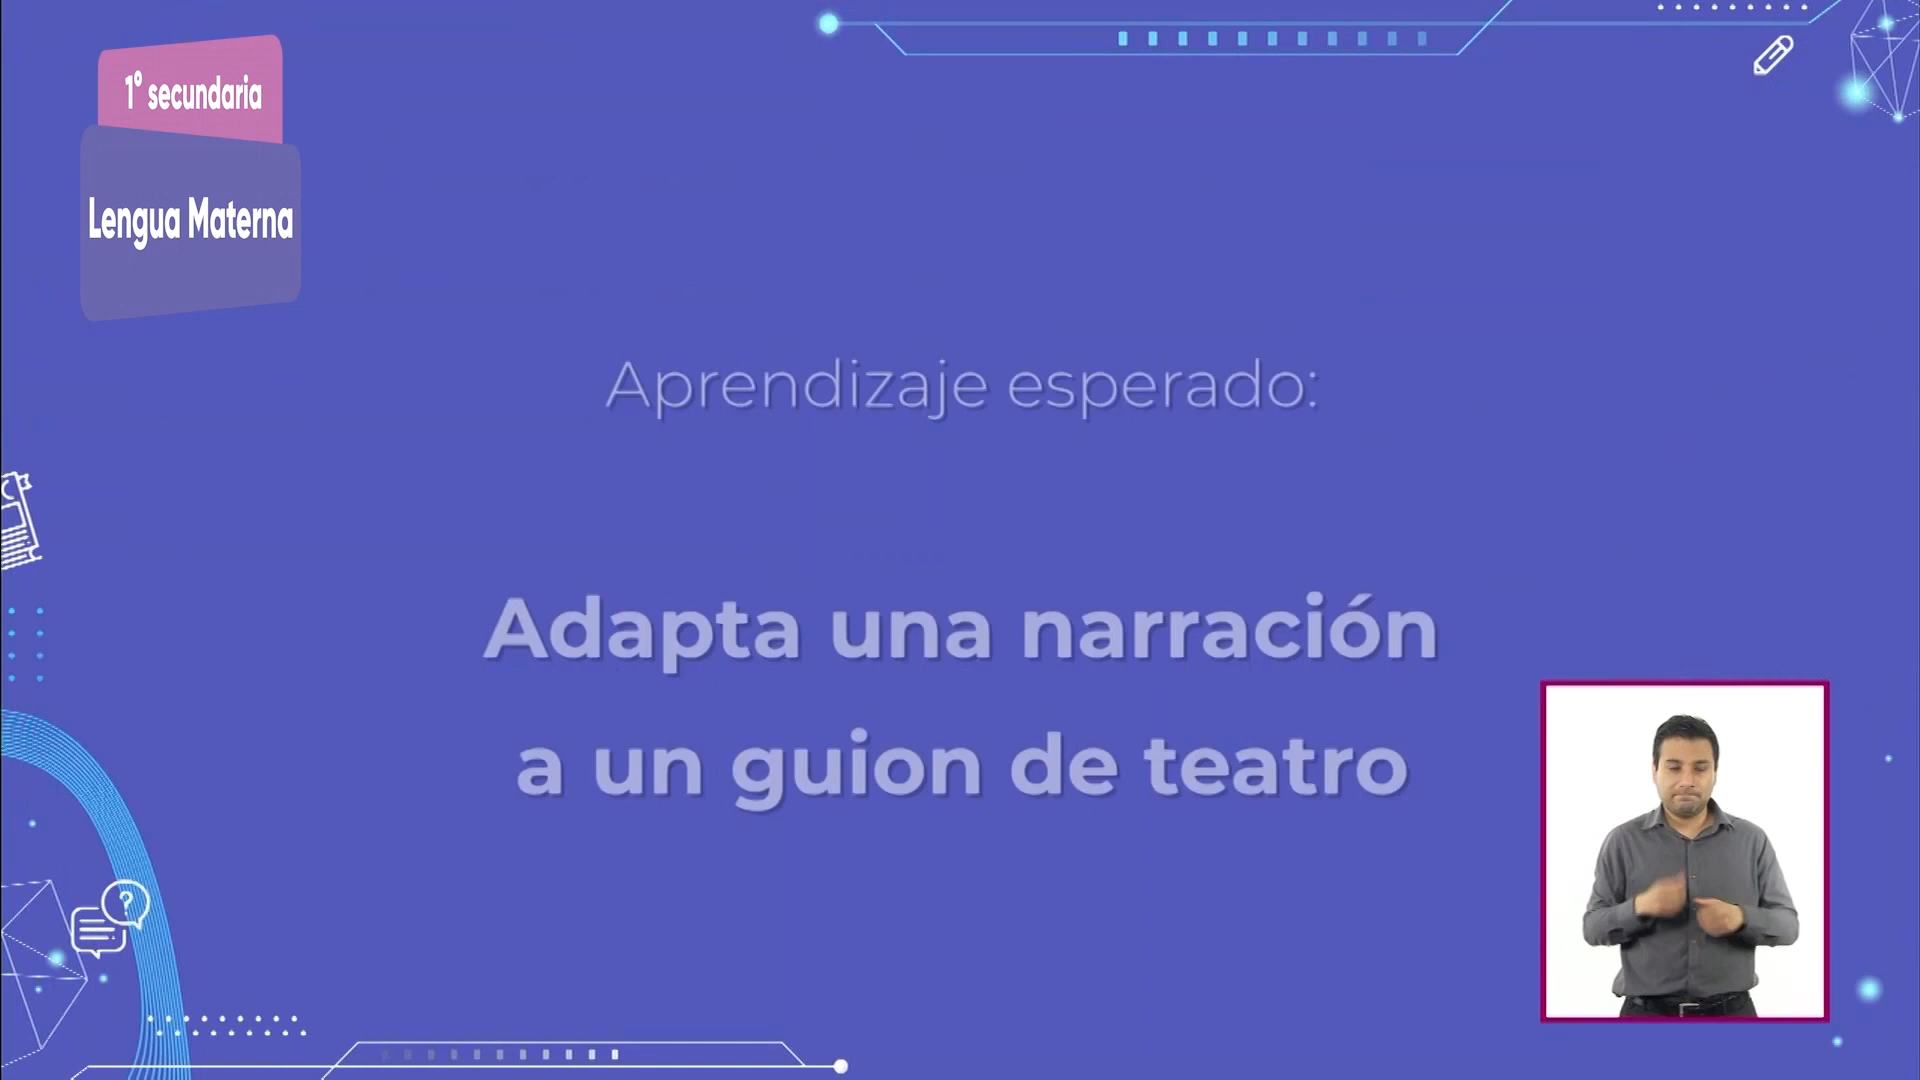 1° secundaria
Lengua Materna
Aprendizaje esperado:
Adapta una narración
a un guion de teatro
?